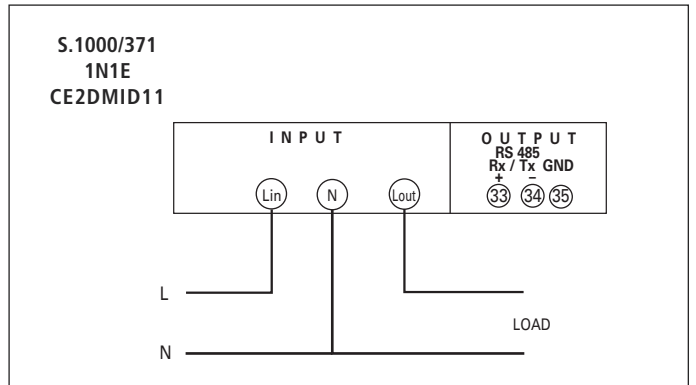 S.1000/371
1N1E
CE2DMID11
INPUT
OUTPUT
RS 485
Rx / Tx GND
+ –
Lin N Lout 33 34 35
L
LOAD
N